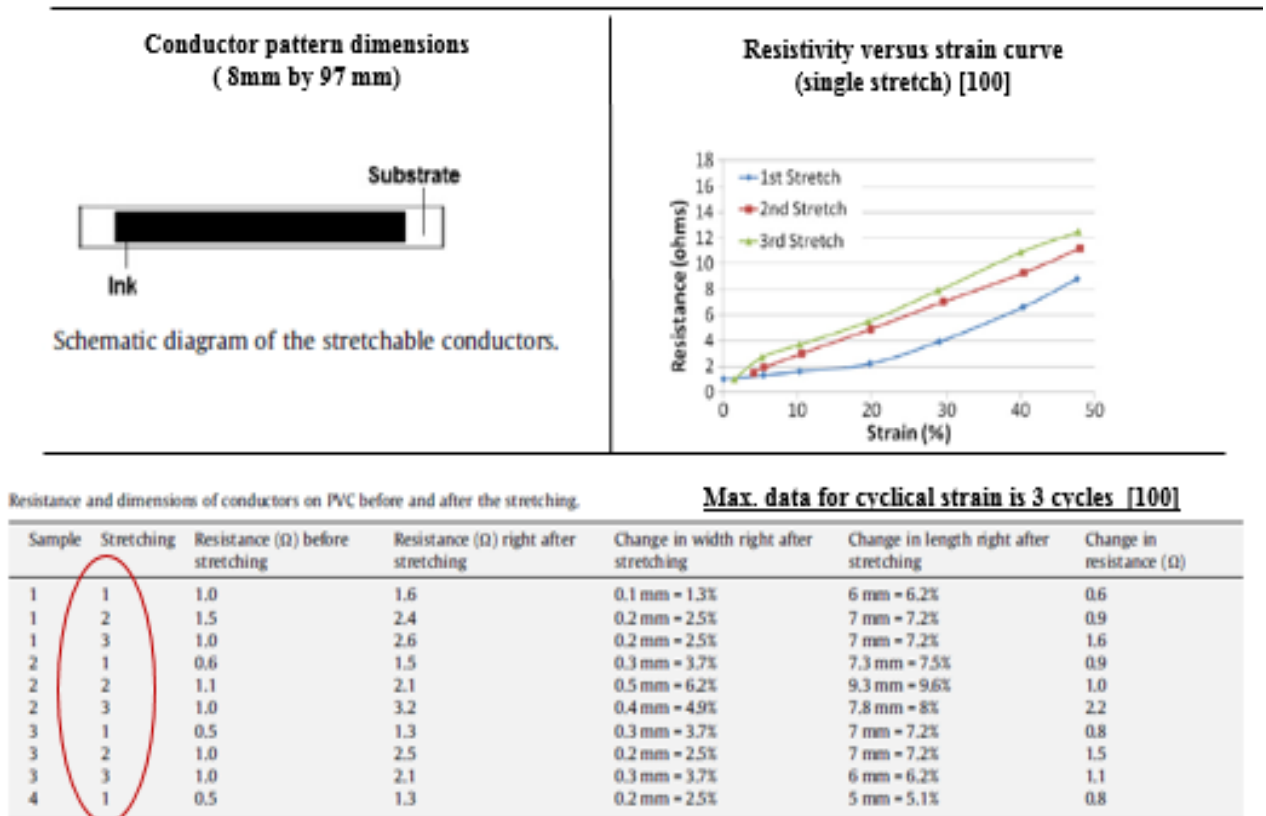 Conductor pattern dimensions
( 8mm by 97 mm)
Substrate
Ink
Schematic diagram of the stretchable conductors.
Resistivity versus strain curve
(single stretch) [100]
18
16
14
12
10
8
6
4
2
0
Resistance (ohms)
1st Stretch
2nd Stretch
3rd Stretch
0 10 20 30 40 50
Strain (%)
Resistance and dimensions of conductors on PVC before and after the stretching.
Max. data for cyclical strain is 3 cycles [100]
Sample Stretching Resistance (Ω) before stretching Resistance (Ω) right after stretching Change in width right after stretching Change in length right after stretching Change in resistance (Ω)
1 1 1.0 1.6 0.1 mm = 1.3% 6 mm = 6.2% 0.6
1 2 1.5 2.4 0.2 mm = 2.5% 7 mm = 7.2% 0.9
1 3 1.0 2.6 0.2 mm = 2.5% 7 mm = 7.2% 1.6
2 1 0.6 1.5 0.3 mm = 3.7% 7.3 mm = 7.5% 0.9
2 2 1.1 2.1 0.5 mm = 6.2% 9.3 mm = 9.6% 1.0
2 3 1.0 3.2 0.4 mm = 4.9% 7.8 mm = 8% 2.2
3 1 0.5 1.3 0.3 mm = 3.7% 7 mm = 7.2% 0.8
3 2 1.0 2.5 0.2 mm = 2.5% 7 mm = 7.2% 1.5
3 3 1.0 2.1 0.3 mm = 3.7% 6 mm = 6.2% 1.1
4 1 0.5 1.3 0.2 mm = 2.5% 5 mm = 5.1% 0.8